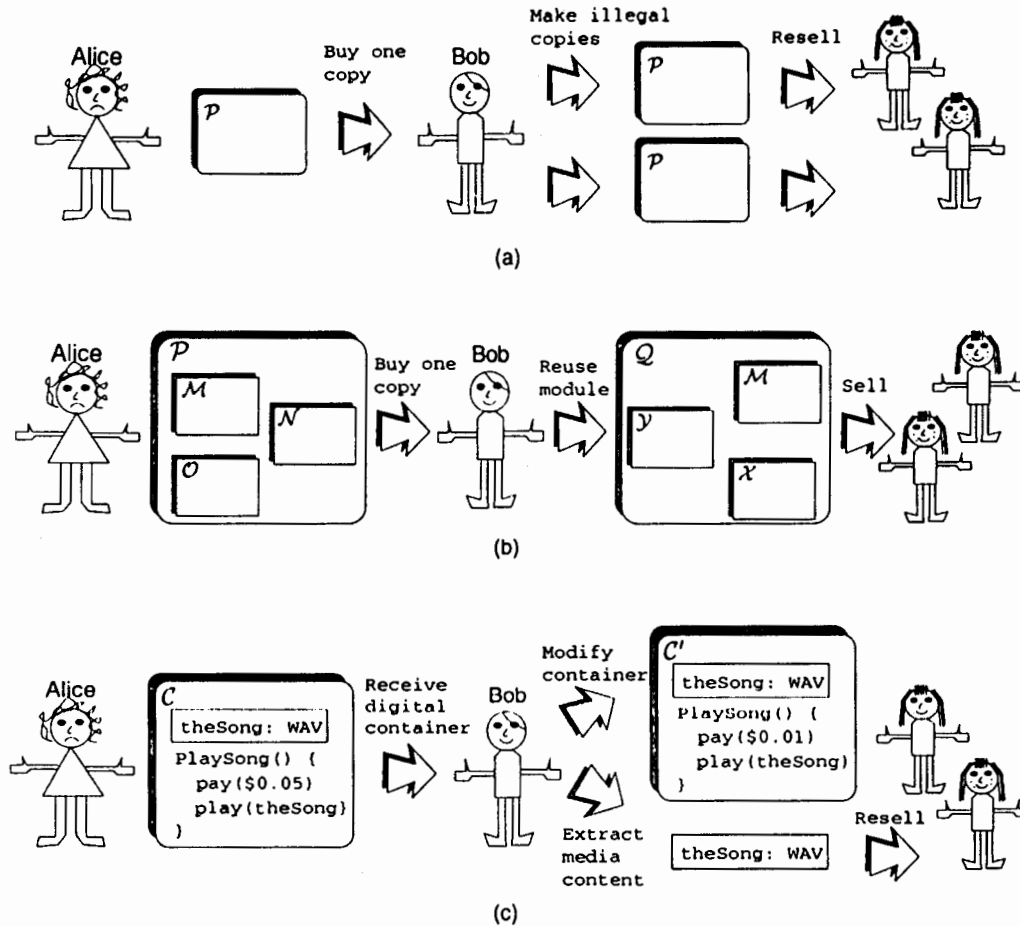 Alice
P
Buy one
copy
Bob
Make illegal
copies
P
P
Resell
(a)
Alice
P
M
N
O
Buy one
copy
Bob
Reuse
module
Q
M
Y
X
Sell
(b)
Alice
C
theSong: WAV
PlaySong() {
pay($0.05)
play(theSong}
}
Receive
digital
container
Bob
Modify
container
C'
theSong: WAV
PlaySong() {
pay($0.01)
play(theSong)
}
Extract
media
content
theSong: WAV
Resell
(c)